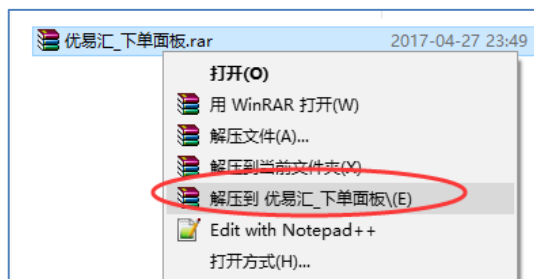 优易汇_下单面板.rar 2017-04-27 23:49
打开(O)
用 WinRAR 打开(W)
解压文件(A)...
解压到当前文件夹(X)
解压到 优易汇_下单面板\(E)
Edit with Notepad++
打开方式(H)...